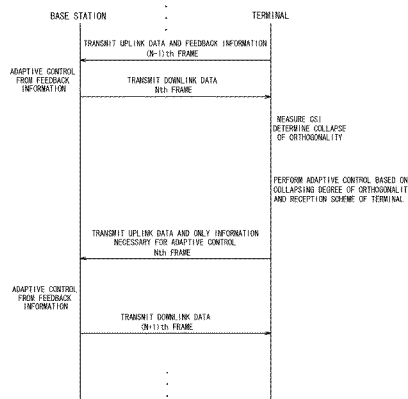 BASE STATION
TERMINAL
TRANSMIT UPLINK DATA AND FEEDBACK INFORMATION
(N-1)th FRAME
ADAPTIVE CONTROL
FROM FEEDBACK
INFORMATION
TRANSMIT DOWNLINK DATA
Nth FRAME
MEASURE CSI
DETERMINE COLLAPSE
OF ORTHOGONALITY
PERFORM ADAPTIVE CONTROL BASED ON
COLLAPSING DEGREE OF ORTHOGONALIT
AND RECEPTION SCHEME OF TERMINAL
TRANSMIT UPLINK DATA AND ONLY INFORMATION
NECESSARY FOR ADAPTIVE CONTROL
Nth FRAME
ADAPTIVE CONTROL
FROM FEEDBACK
INFORMATION
TRANSMIT DOWNLINK DATA
(N+1)th FRAME